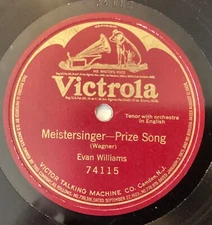 HIS MASTER'S VOICE
Victrola
Tenor with orchestra
in English
Meistersinger—Prize Song
(Wagner)
Evan Williams
74115
VICTOR TALKING MACHINE CO. Camden, N.J.